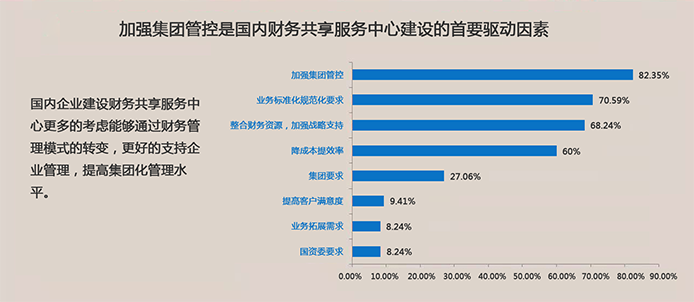 加强集团管控是国内财务共享服务中心建设的首要驱动因素
国内企业建设财务共享服务中
心更多的考虑能够通过财务管
理模式的转变，更好的支持企
业管理，提高集团化管理水
平。
加强集团管控 82.35%
业务标准化规范化要求 70.59%
整合财务资源，加强战略支持 68.24%
降成本提效率 60%
集团要求 27.06%
提高客户满意度 9.41%
业务拓展需求 8.24%
国资委要求 8.24%
0.00% 10.00% 20.00% 30.00% 40.00% 50.00% 60.00% 70.00% 80.00% 90.00%